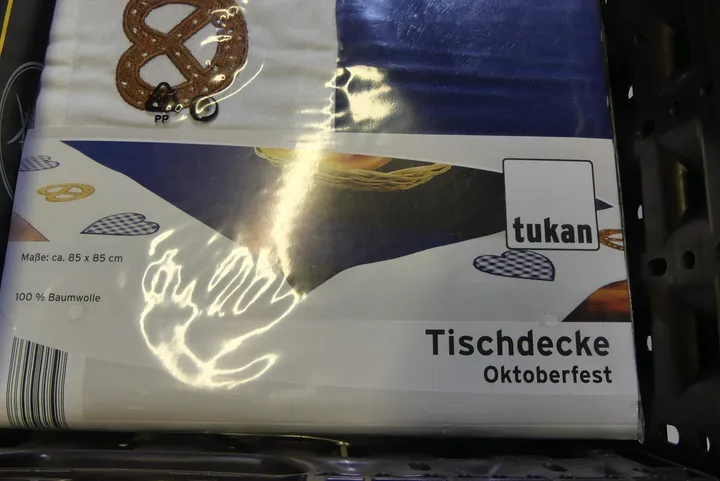 PP
tukan
Maße: ca. 85 x 85 cm
100 % Baumwolle
Tischdecke
Oktoberfest